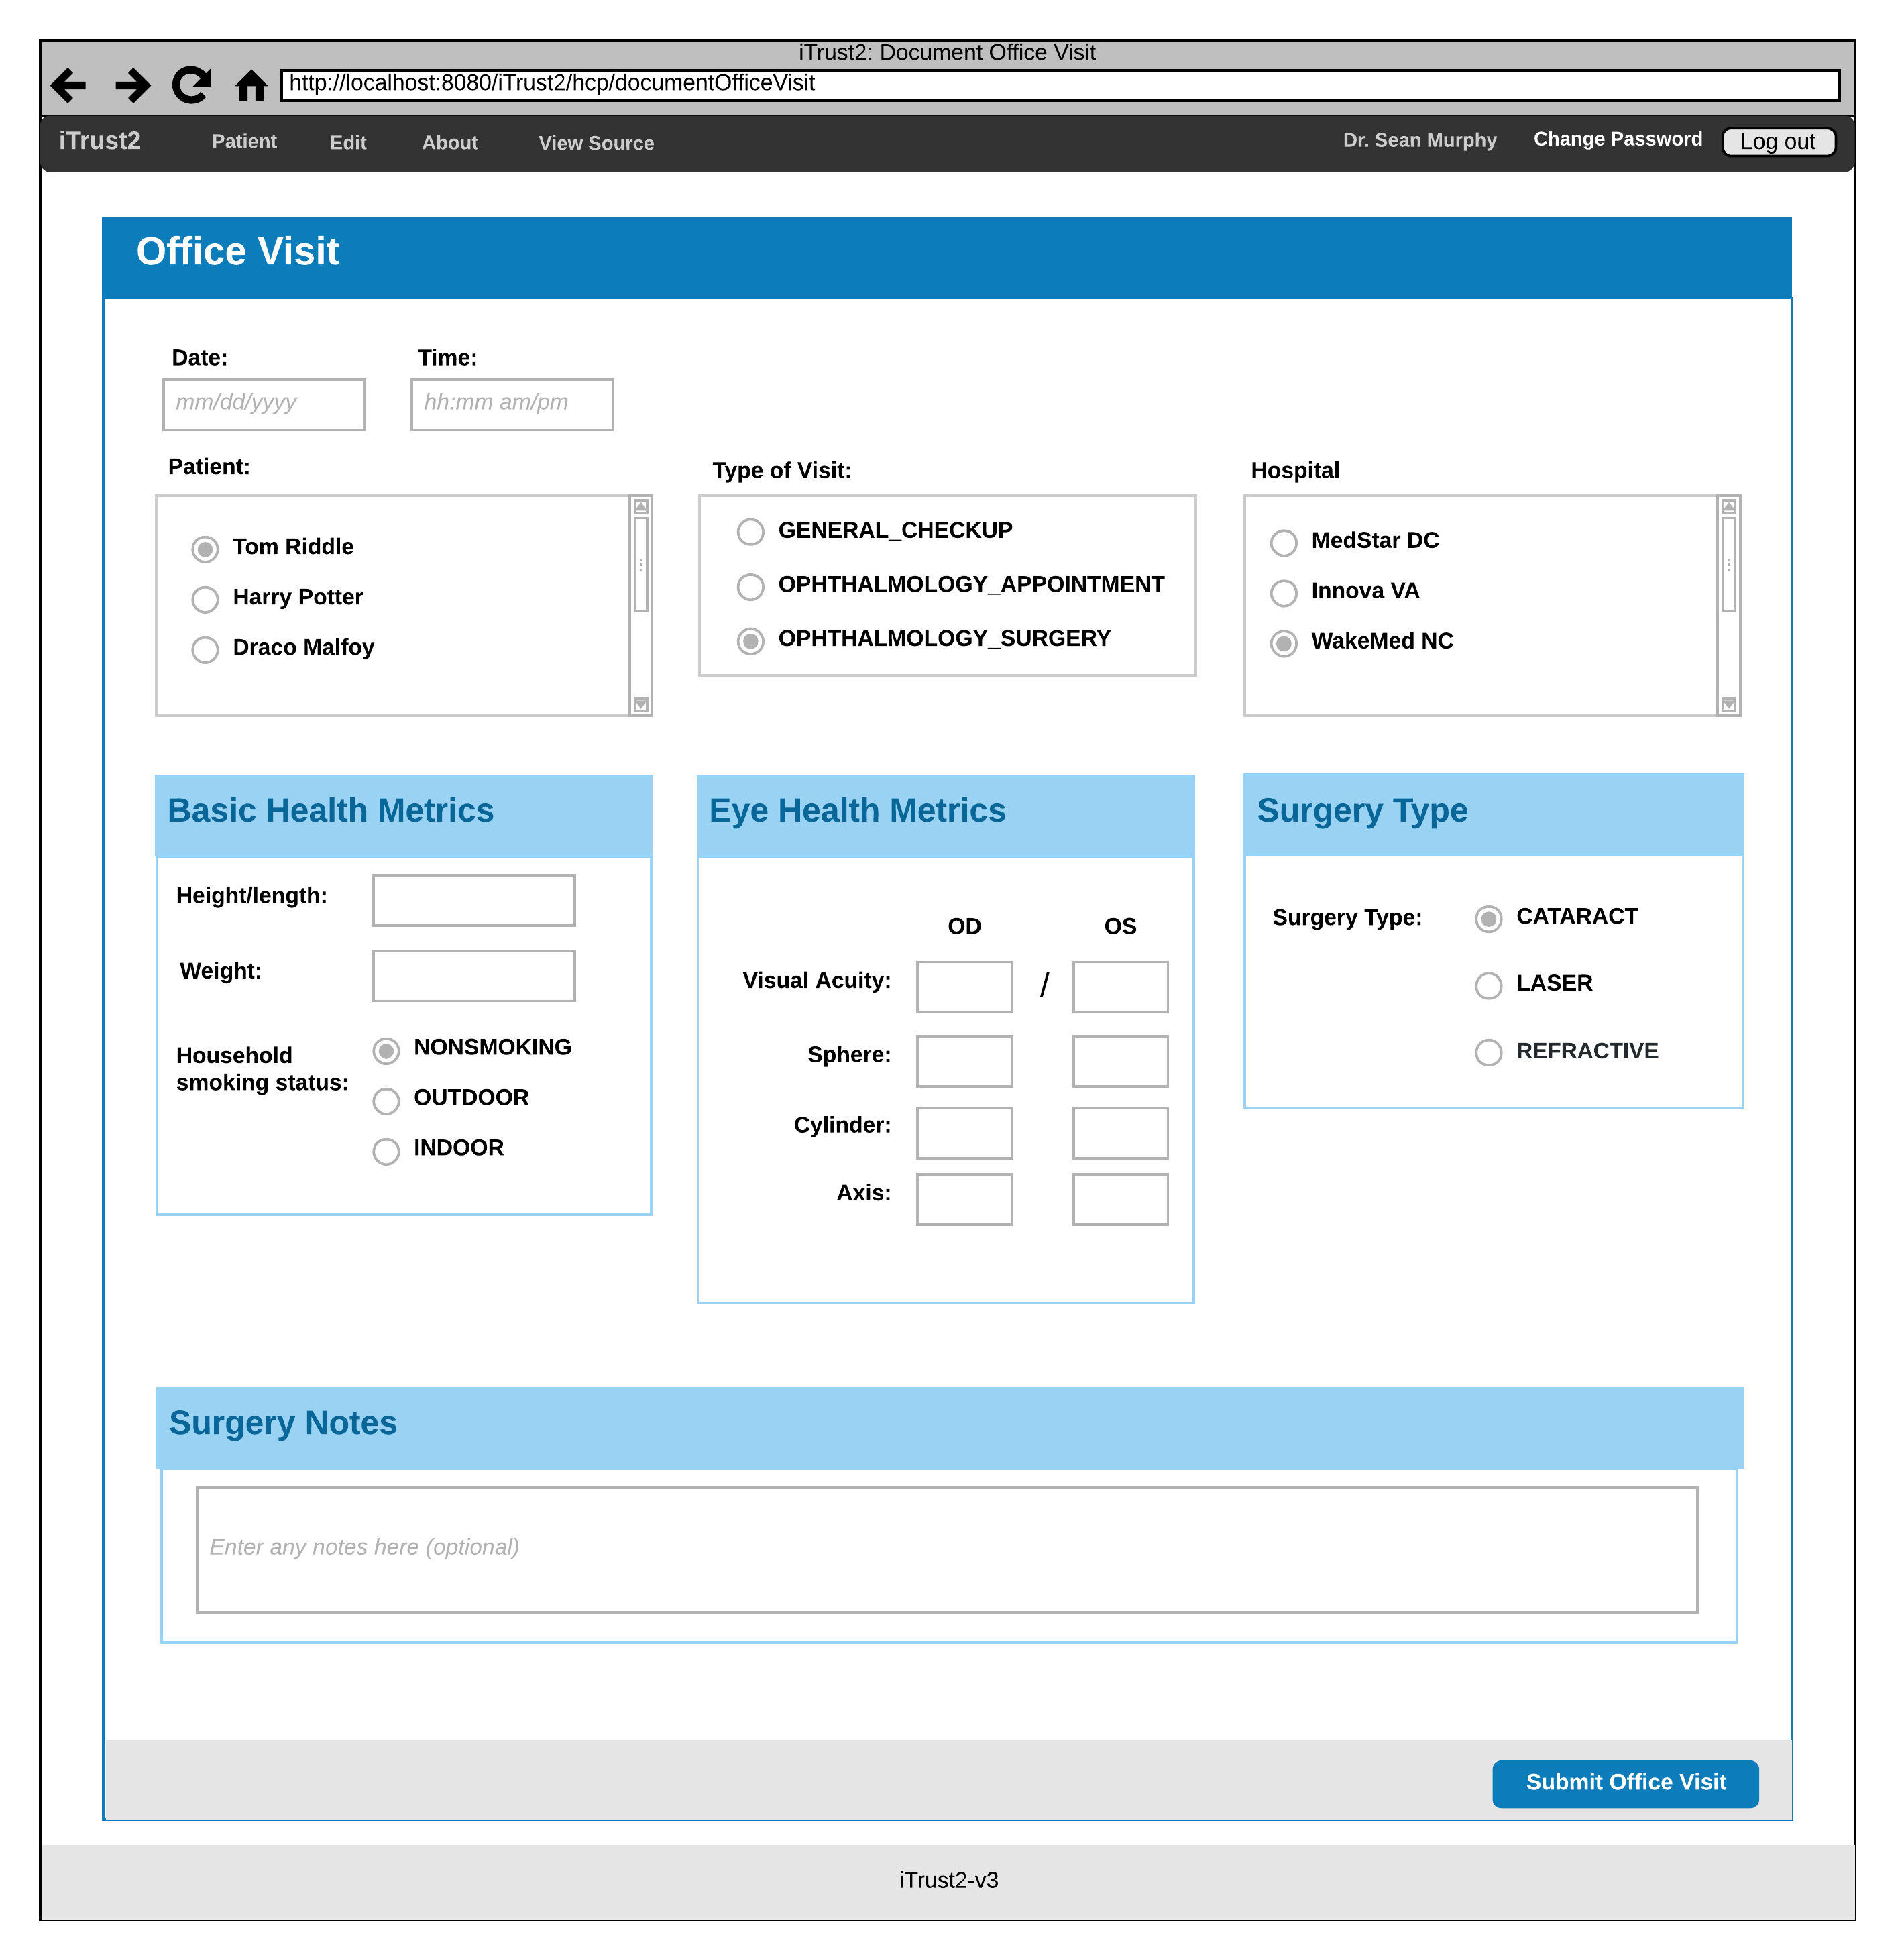 iTrust2: Document Office Visit
http://localhost:8080/iTrust2/hcp/documentOfficeVisit
iTrust2 Patient Edit About View Source Dr. Sean Murphy Change Password Log out
Office Visit
Date: Time:
mm/dd/yyyy hh:mm am/pm
Patient:
Tom Riddle
Harry Potter
Draco Malfoy
Type of Visit:
GENERAL_CHECKUP
OPHTHALMOLOGY_APPOINTMENT
OPHTHALMOLOGY_SURGERY
Hospital
MedStar DC
Innova VA
WakeMed NC
Basic Health Metrics
Height/length:
Weight:
Household
smoking status:
NONSMOKING
OUTDOOR
INDOOR
Eye Health Metrics
OD OS
Visual Acuity: /
Sphere:
Cylinder:
Axis:
Surgery Type
Surgery Type: CATARACT
LASER
REFRACTIVE
Surgery Notes
Enter any notes here (optional)
Submit Office Visit
iTrust2-v3